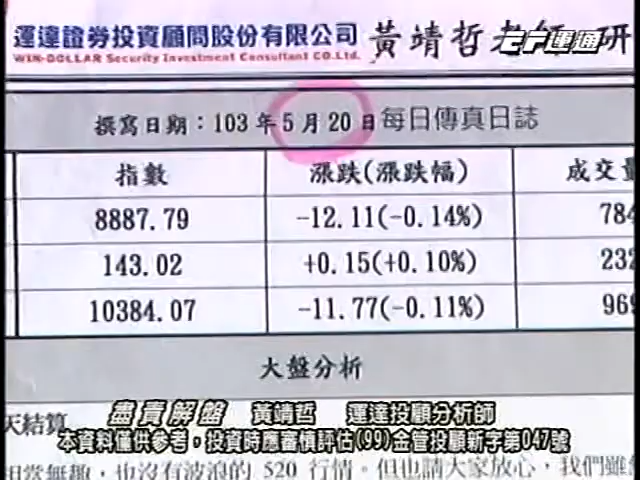 運達證券投資顧問股份有限公司 黃靖哲老師 研
WIN-DOLLAR Security Investment Consultant CO.Ltd.
運通
撰寫日期：103 年 5 月 20 日每日傳真日誌
指數 漲跌(漲跌幅) 成交量
8887.79 -12.11(-0.14%) 784
143.02 +0.15(+0.10%) 232
10384.07 -11.77(-0.11%) 969
大盤分析
天結算
盡責解盤 黃靖哲 運達投顧分析師
本資料僅供參考，投資時應審慎評估(99)金管投顧新字第047號
相當無趣，也沒有波浪的 520 行情。但也請大家放心，我們雖然